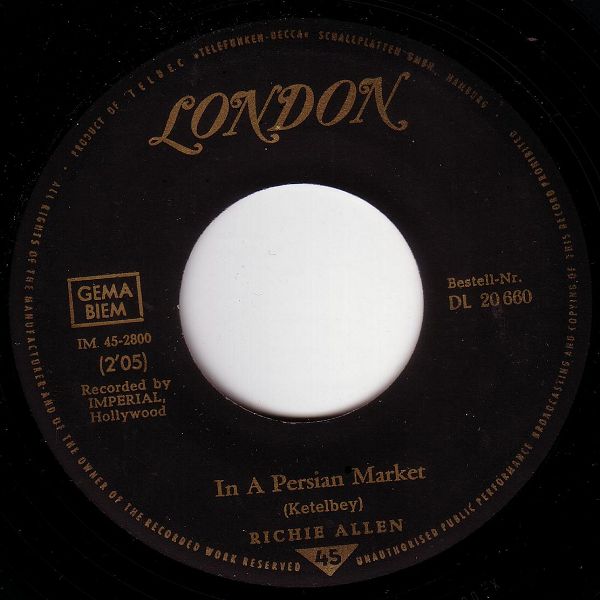 PRODUCT OF TELDEC »TELEFUNKEN-DECCA« SCHALLPLATTEN GMBH., HAMBURG
LONDON
GEMA
BIEM
IM. 45-2800
(2'05)
Recorded by
IMPERIAL,
Hollywood
Bestell-Nr.
DL 20 660
In A Persian Market
(Ketelbey)
RICHIE ALLEN
45
ALL RIGHTS OF THE MANUFACTURER AND OF THE OWNER OF THE RECORDED WORK RESERVED
UNAUTHORISED PUBLIC PERFORMANCE BROADCASTING AND COPYING OF THIS RECORD PROHIBITED